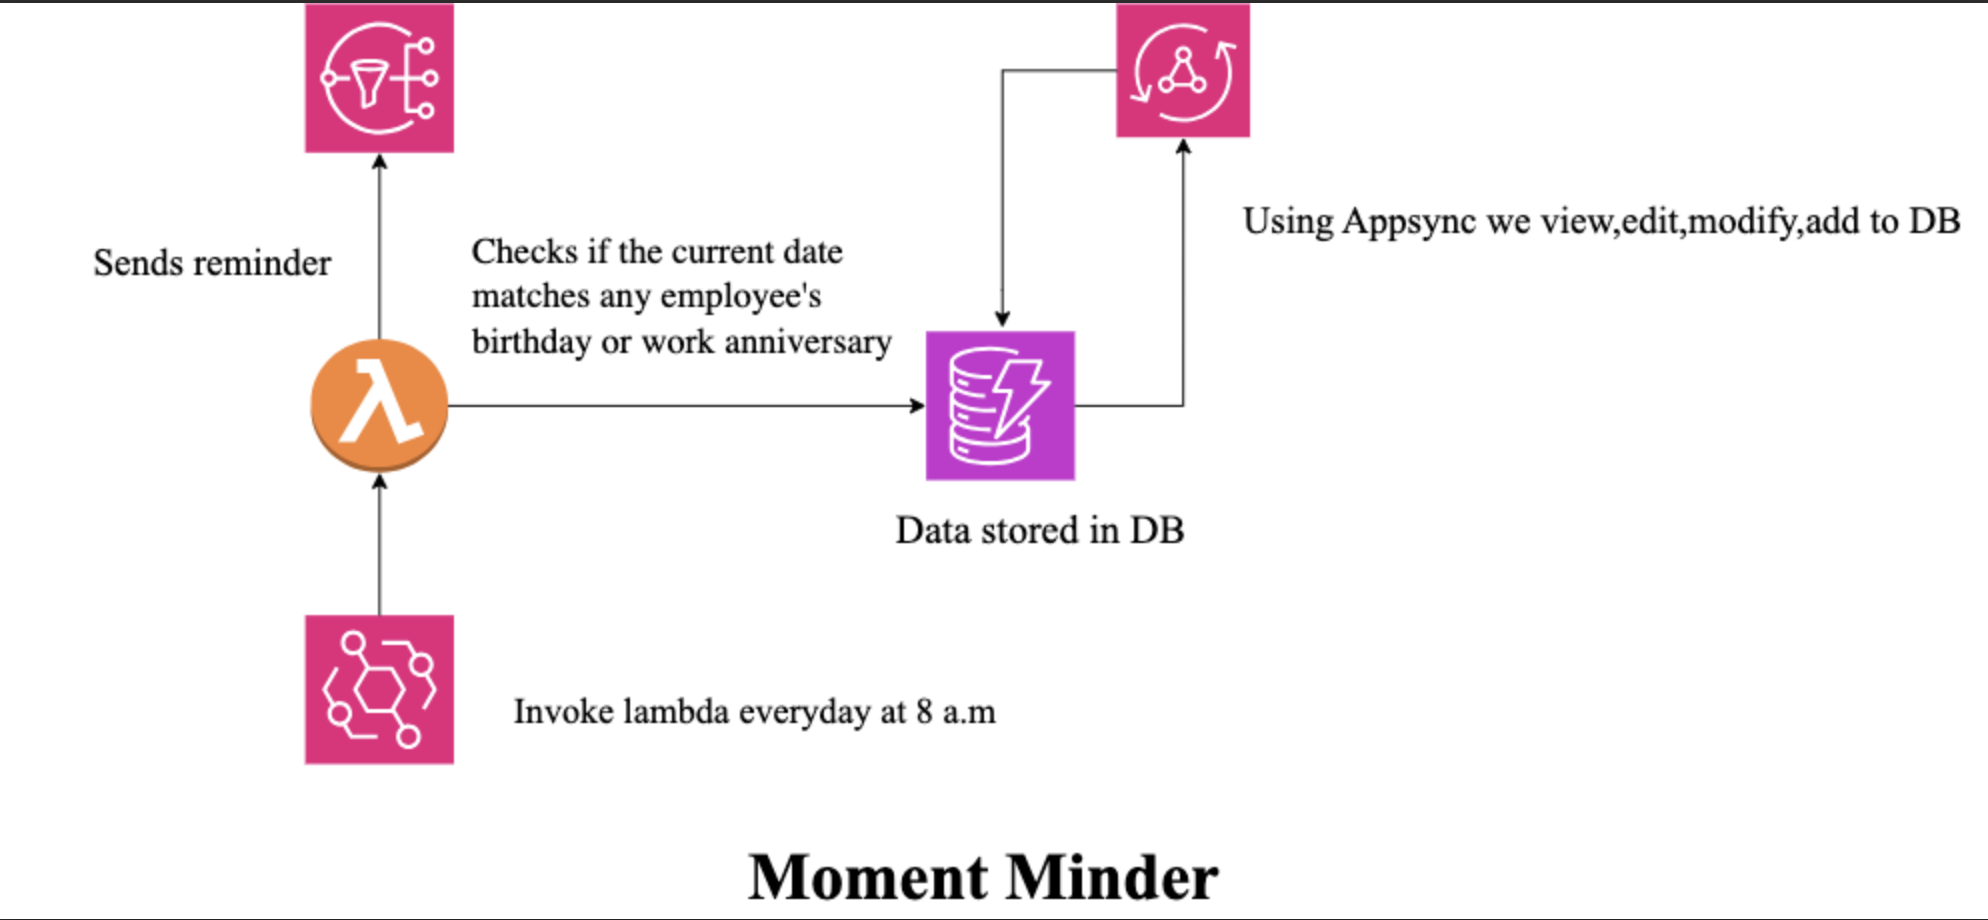 Sends reminder
Checks if the current date
matches any employee's
birthday or work anniversary
Using Appsync we view,edit,modify,add to DB
Data stored in DB
Invoke lambda everyday at 8 a.m
Moment Minder